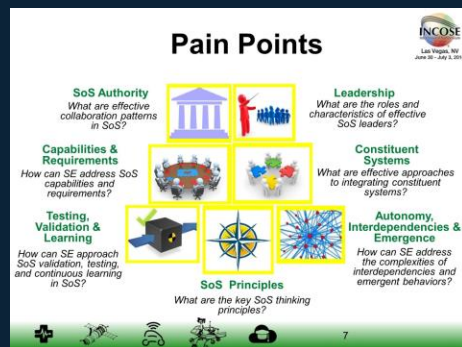 Pain Points
INCOSE
Las Vegas, NV
SoS Authority
What are effective
collaboration patterns
in SoS?
Leadership
What are the roles and
characteristics of effective
SoS leaders?
Capabilities &
Requirements
How can SE address SoS
capabilities and
requirements?
Constituent
Systems
What are effective approaches
to integrating constituent
systems?
Testing,
Validation &
Learning
How can SE approach
SoS validation, testing,
and continuous learning
in SoS?
Autonomy,
Interdependencies &
Emergence
How can SE address
the complexities of
interdependencies and
emergent behaviors?
SoS Principles
What are the key SoS thinking
principles?
7